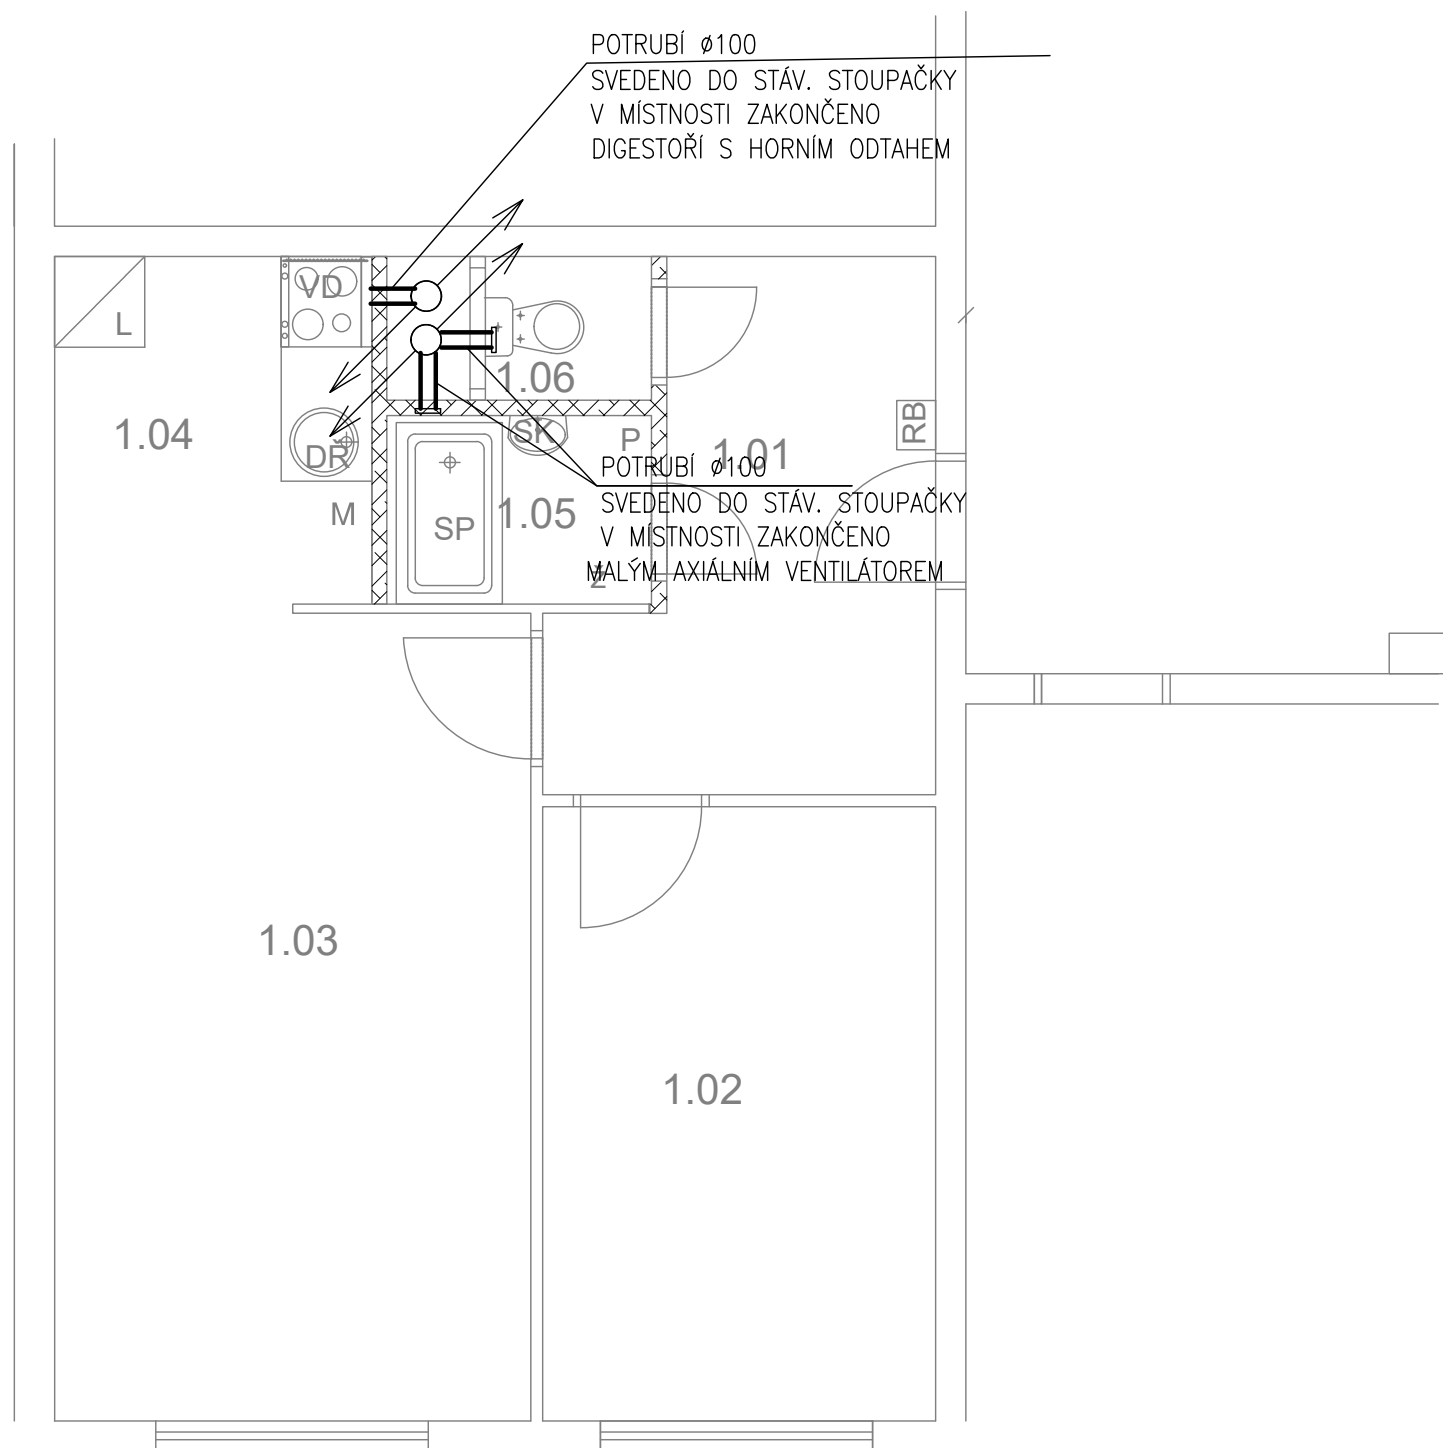 POTRUBÍ ø100
SVEDENO DO STÁV. STOUPAČKY
V MÍSTNOSTI ZAKONČENO
DIGESTOŘÍ S HORNÍM ODTAHEM
VD
L
1.06
1.04
DŘ
SK
P
1.01
RB
POTRUBÍ ø100
SVEDENO DO STÁV. STOUPAČKY
V MÍSTNOSTI ZAKONČENO
MALÝM AXIÁLNÍM VENTILÁTOREM
M
SP
1.05
Ž
1.03
1.02